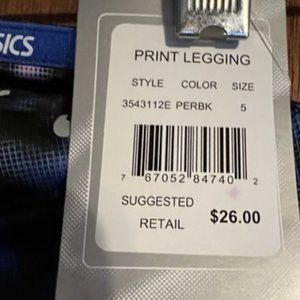 SICS
PRINT LEGGING
STYLE COLOR SIZE
3543112E PERBK 5
7 67052 84740 2
SUGGESTED
RETAIL $26.00